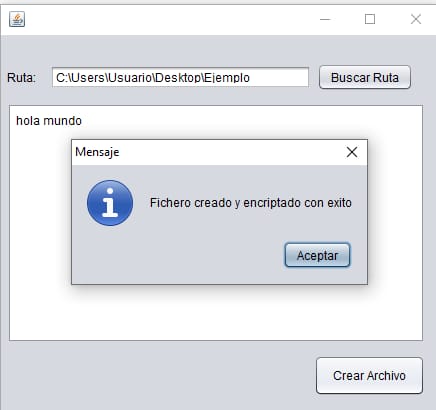 Ruta: C:\Users\Usuario\Desktop\Ejemplo Buscar Ruta
hola mundo
Mensaje
Fichero creado y encriptado con exito
Aceptar
Crear Archivo